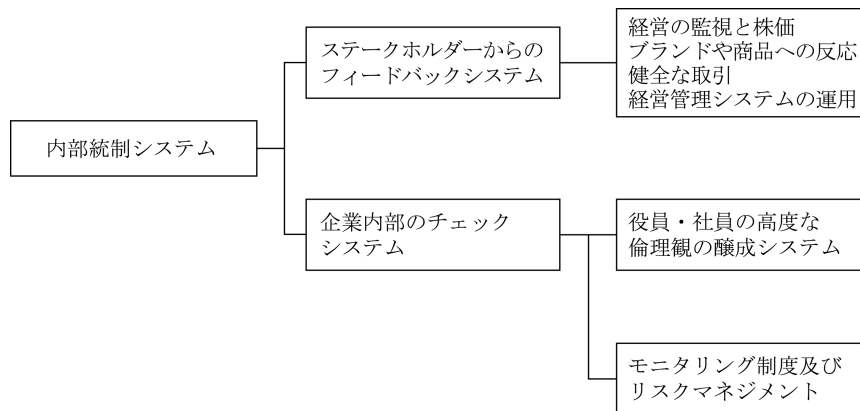 内部統制システム
ステークホルダーからの
フィードバックシステム
経営の監視と株価
ブランドや商品への反応
健全な取引
経営管理システムの運用
企業内部のチェック
システム
役員・社員の高度な
倫理観の醸成システム
モニタリング制度及び
リスクマネジメント